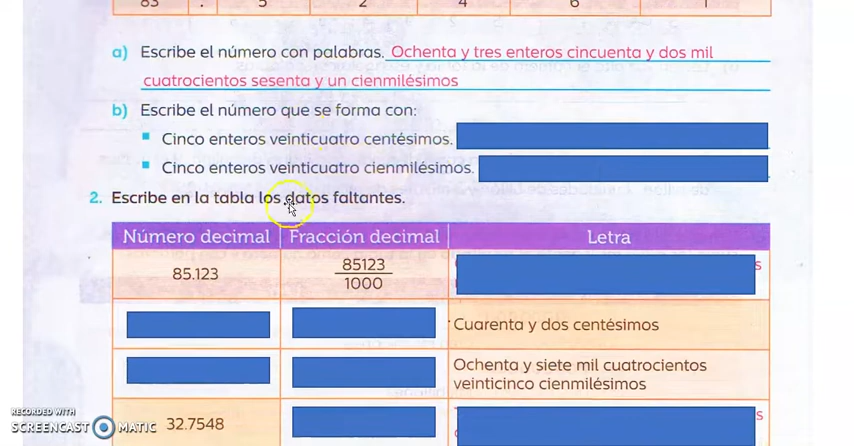 83 . 5 2 4 6 1
a) Escribe el número con palabras. Ochenta y tres enteros cincuenta y dos mil
cuatrocientos sesenta y un cienmilésimos
b) Escribe el número que se forma con:
Cinco enteros veinticuatro centésimos.
Cinco enteros veinticuatro cienmilésimos.
2. Escribe en la tabla los datos faltantes.
Número decimal Fracción decimal Letra
85.123 85123
1000
Cuarenta y dos centésimos
Ochenta y siete mil cuatrocientos
veinticinco cienmilésimos
32.7548
RECORDED WITH
SCREENCAST MATIC